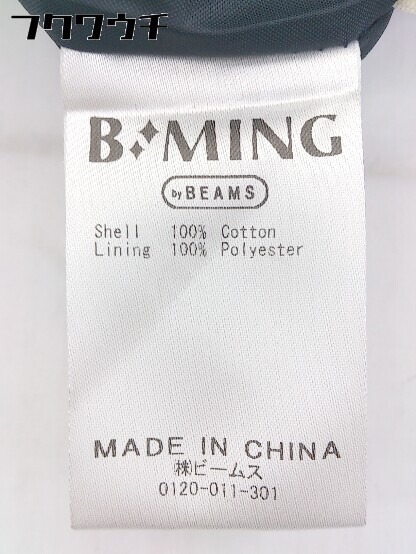 フクワウチ
B✦MING
by BEAMS
Shell 100% Cotton
Lining 100% Polyester
MADE IN CHINA
㈱ビームス
0120-011-301